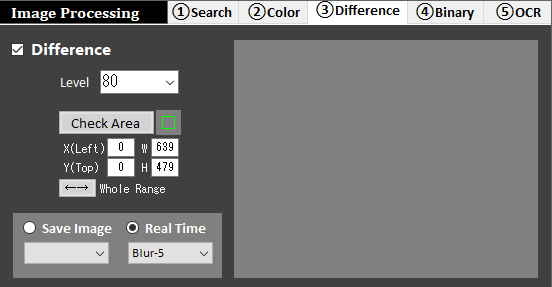 Image Processing ①Search ②Color ③Difference ④Binary ⑤OCR
Difference
Level 80
Check Area
X(Left) 0 W 639
Y(Top) 0 H 479
←→ Whole Range
Save Image Real Time
Blur-5